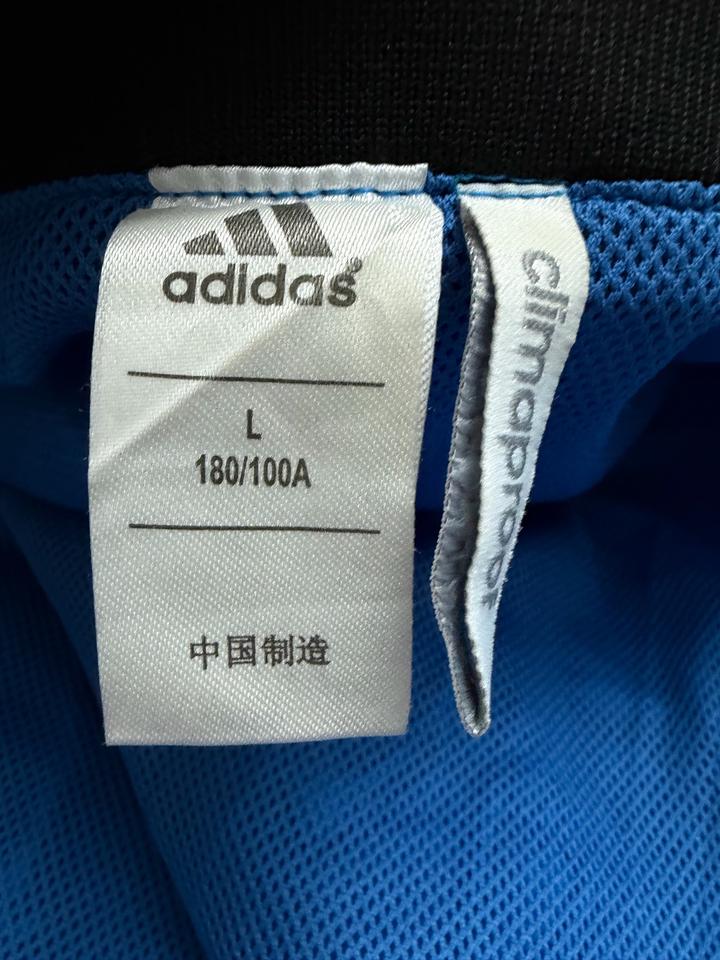 adidas®
L
180/100A
中国制造
climaproof